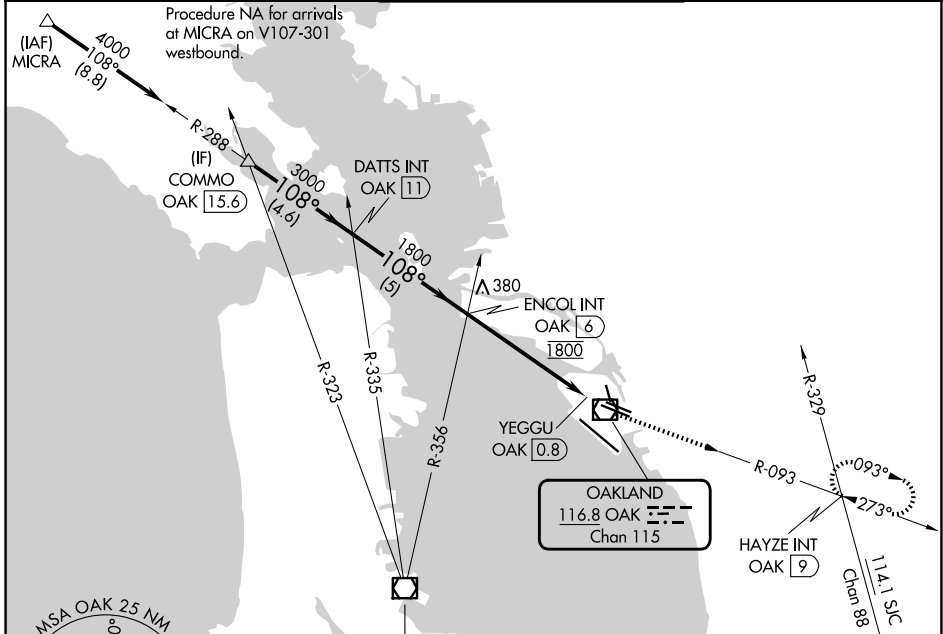 Procedure NA for arrivals
at MICRA on V107-301
westbound.
(IAF)
MICRA
4000
108°
(8.8)
R-288
(IF)
COMMO
OAK 15.6
3000
108°
(4.6)
DATTS INT
OAK 11
1800
108°
(5)
380
ENCOL INT
OAK 6
1800
R-323
R-335
R-356
YEGGU
OAK 0.8
R-329
R-093
093°
273°
OAKLAND
116.8 OAK
Chan 115
HAYZE INT
OAK 9
114.1 SJC
Chan 88
MSA OAK 25 NM